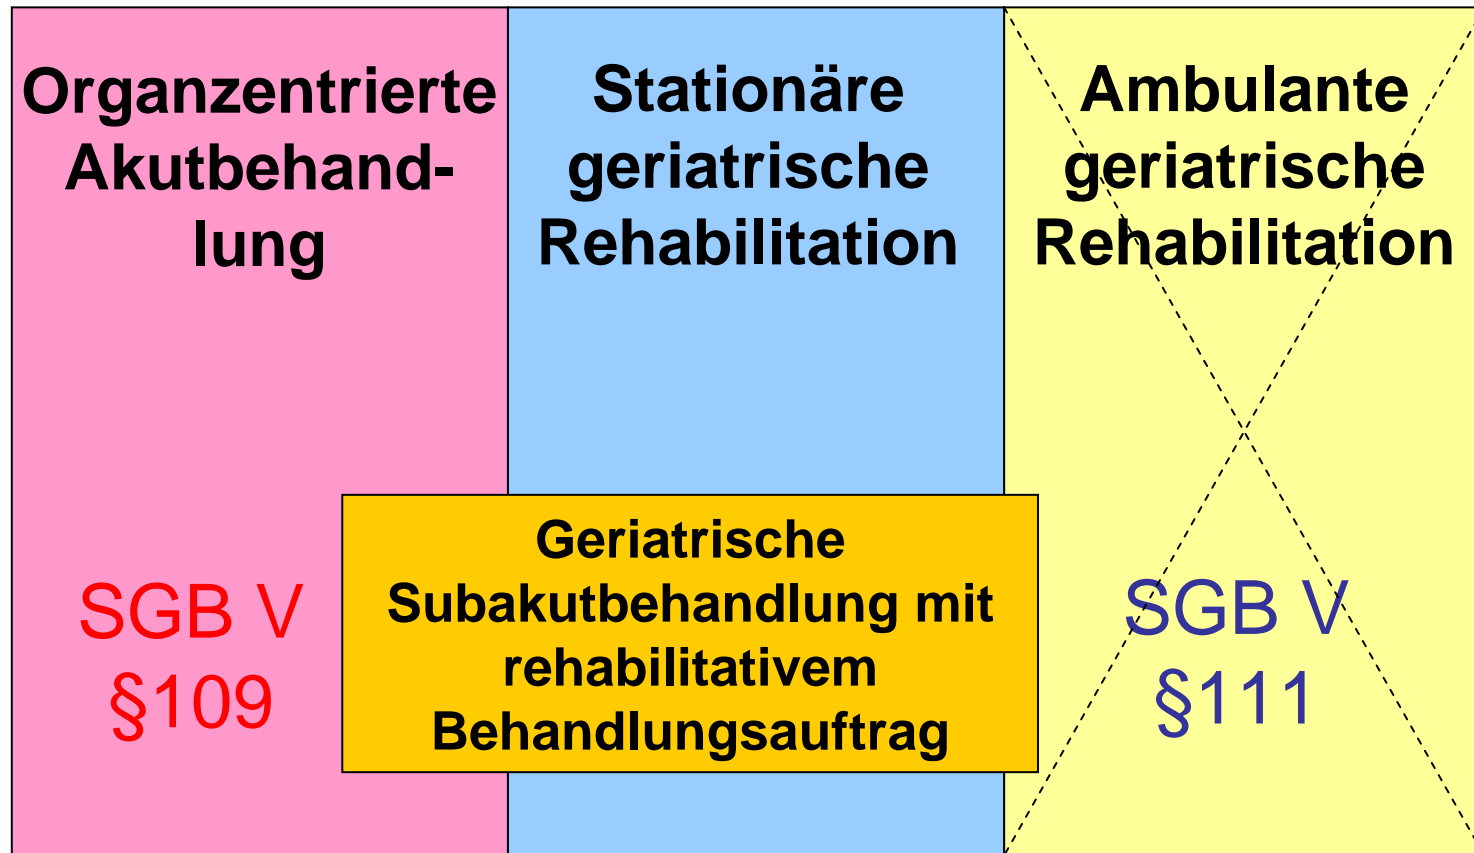 Organzentrierte
Akutbehand-
lung
Stationäre
geriatrische
Rehabilitation
Ambulante
geriatrische
Rehabilitation
SGB V
§109
Geriatrische
Subakutbehandlung mit
rehabilitativem
Behandlungsauftrag
SGB V
§111